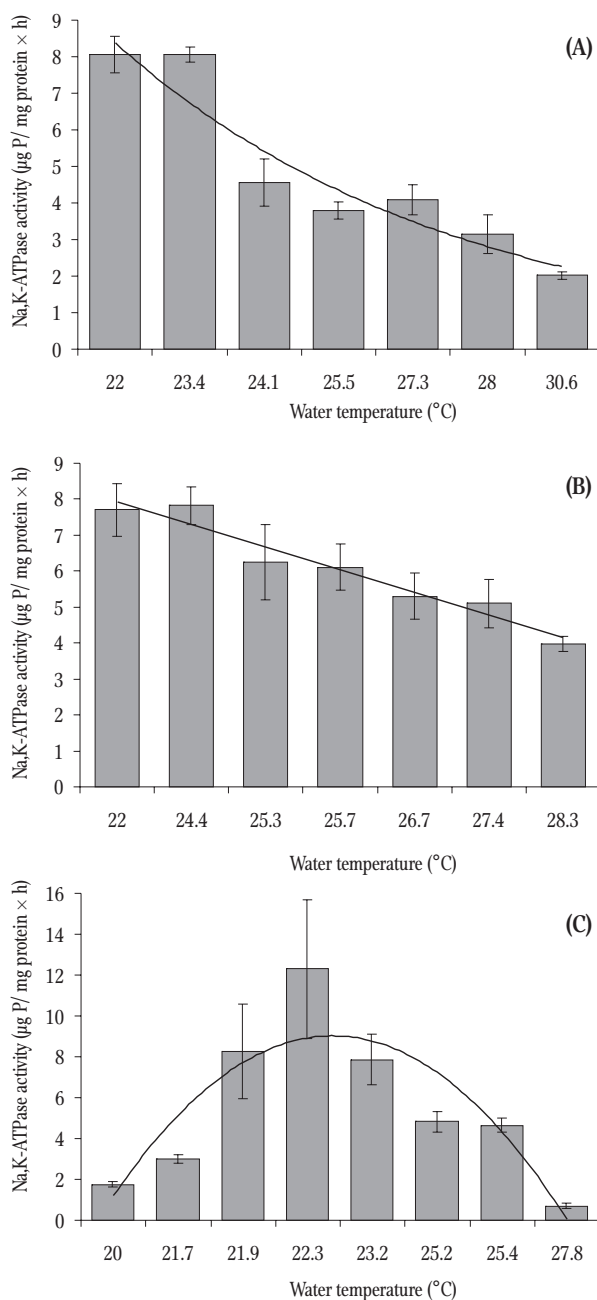 Na,K-ATPase activity (µg P/ mg protein × h)
9
8
7
6
5
4
3
2
1
0
(A)
22 23.4 24.1 25.5 27.3 28 30.6
Water temperature (°C)
Na,K-ATPase activity (µg P/ mg protein × h)
9
8
7
6
5
4
3
2
1
0
(B)
22 24.4 25.3 25.7 26.7 27.4 28.3
Water temperature (°C)
Na,K-ATPase activity (µg P/ mg protein × h)
16
14
12
10
8
6
4
2
0
(C)
20 21.7 21.9 22.3 23.2 25.2 25.4 27.8
Water temperature (°C)